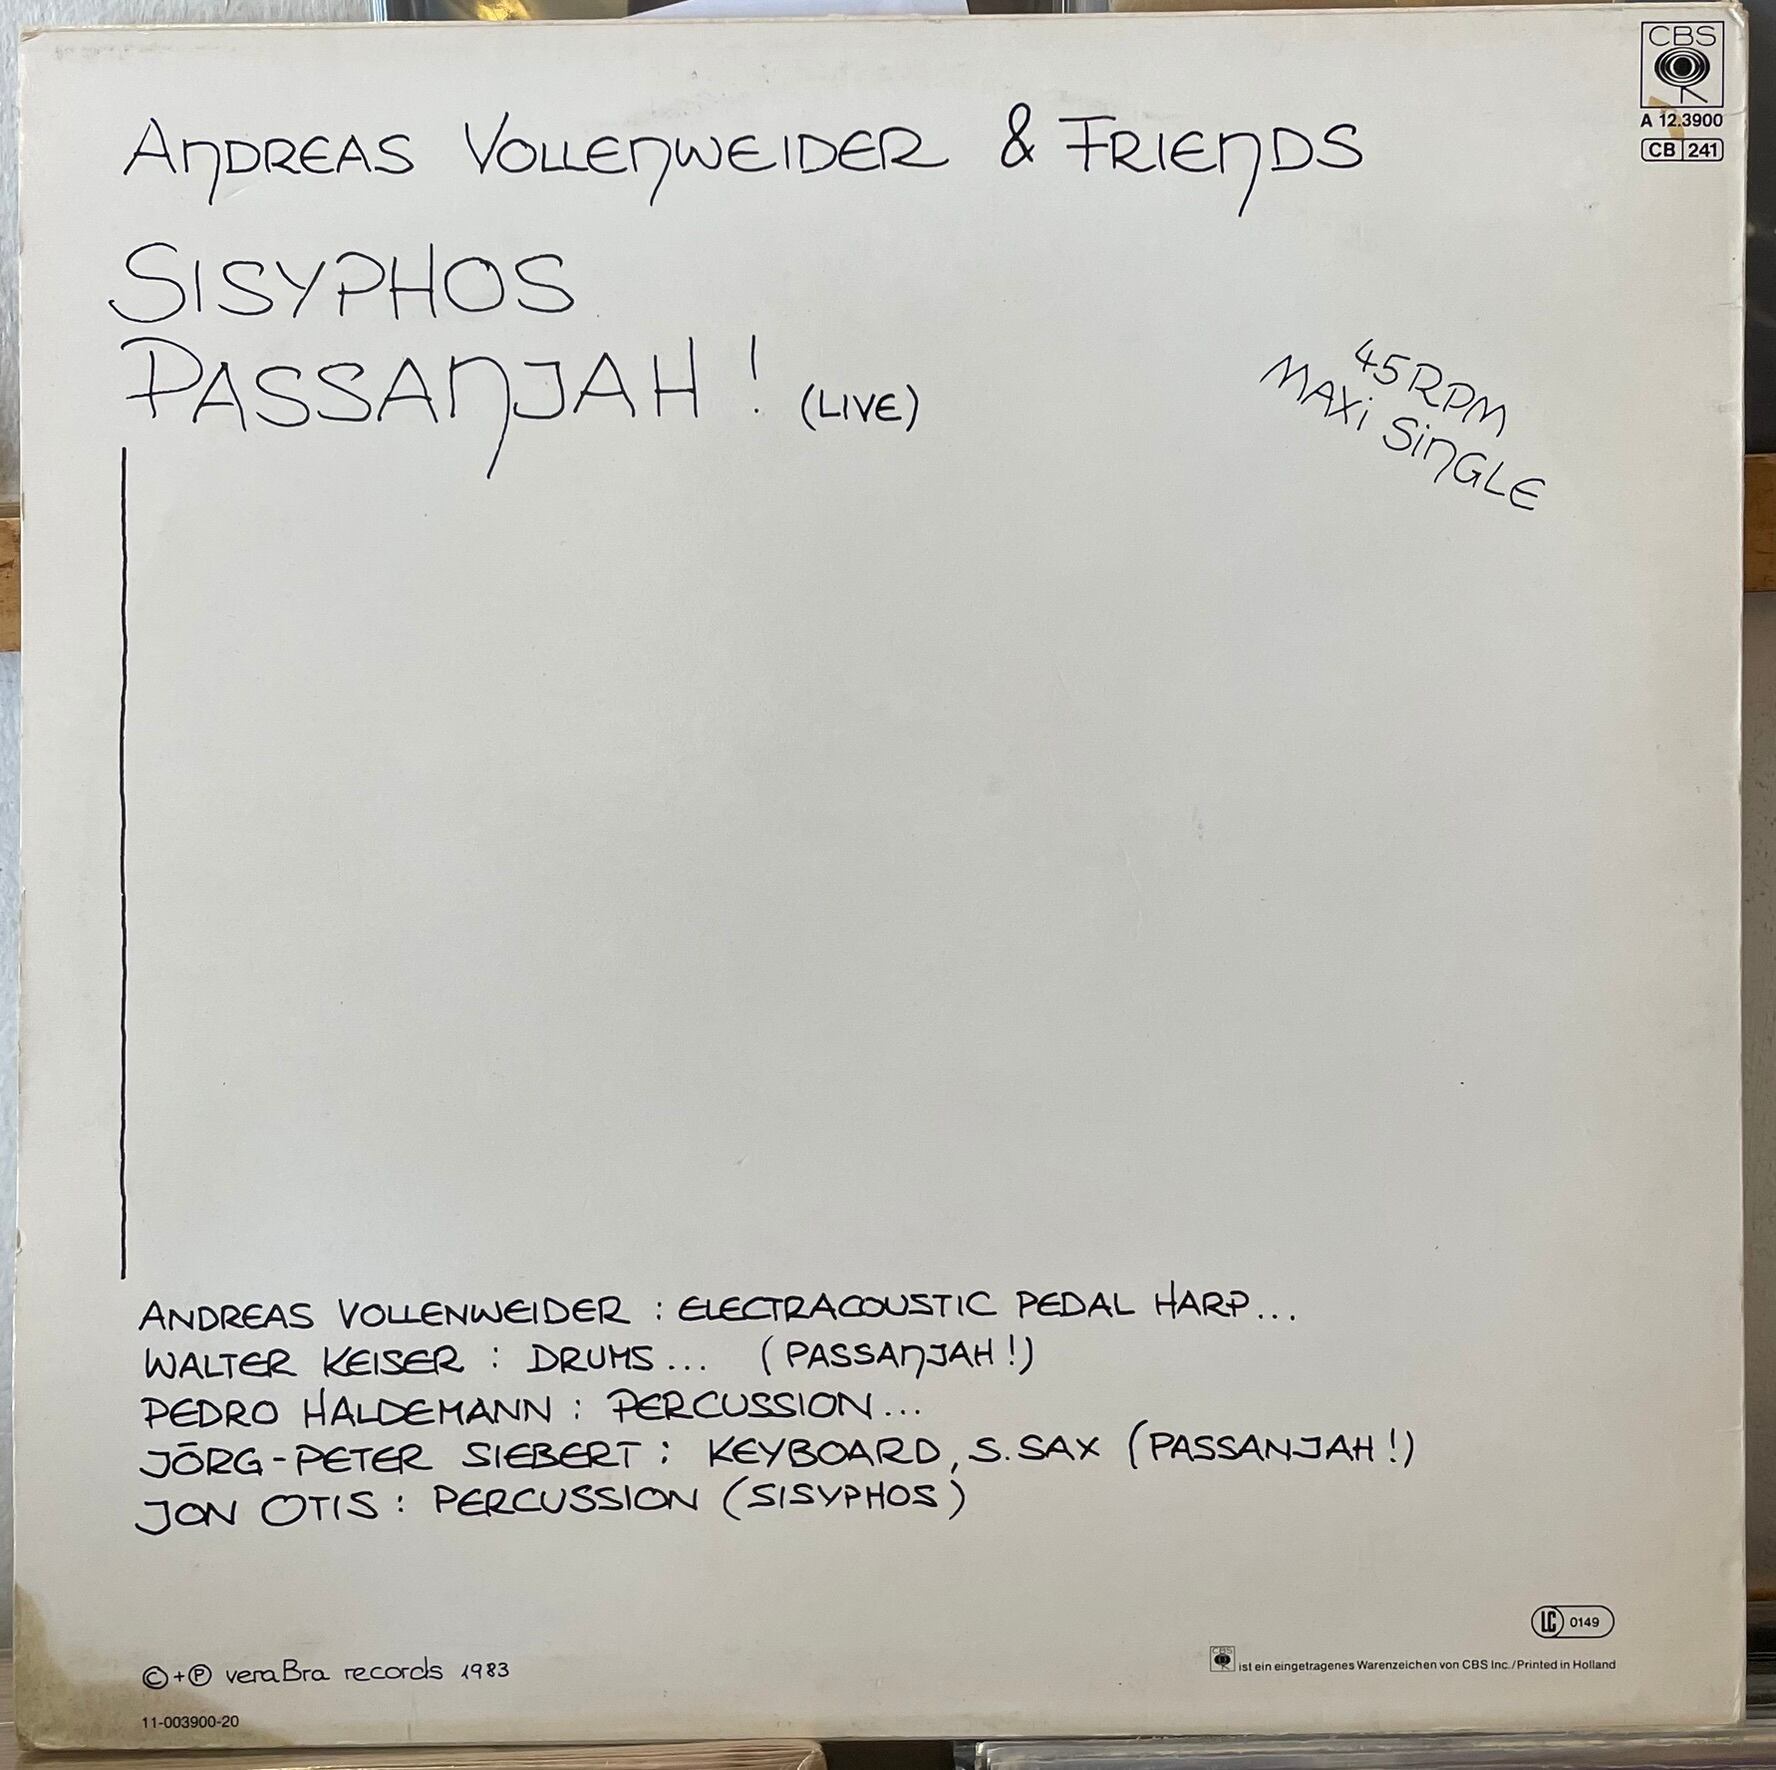 CBS
A 12.3900
CB 241
ANDREAS VOLLENWEIDER & FRIENDS
SISYPHOS
PASSANJAH! (LIVE)
45 RPM
MAXi SiNGLE
ANDREAS VOLLENWEIDER : ELECTRACOUSTIC PEDAL HARP...
WALTER KEISER : DRUMS... (PASSANJAH!)
PEDRO HALDEMANN : PERCUSSION...
JÖRG-PETER SIEBERT : KEYBOARD, S.SAX (PASSANJAH!)
JON OTIS : PERCUSSION (SISYPHOS)
LC 0149
© + ℗ veraBra records 1983
CBS ist ein eingetragenes Warenzeichen von CBS Inc./Printed in Holland
11-003900-20